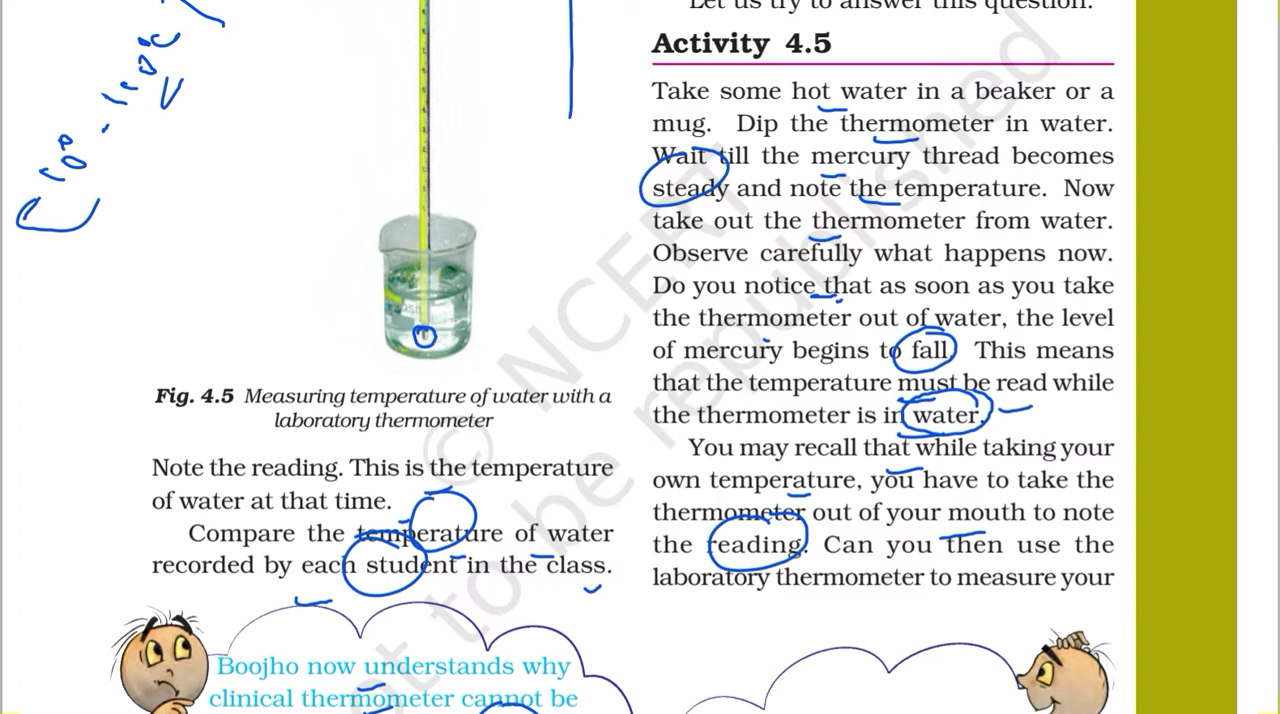 Fig. 4.5 Measuring temperature of water with a
laboratory thermometer
Note the reading. This is the temperature
of water at that time.
Compare the temperature of water
recorded by each student in the class.
Boojho now understands why
clinical thermometer cannot be
Let us try to answer this question.
Activity 4.5
Take some hot water in a beaker or a
mug. Dip the thermometer in water.
Wait till the mercury thread becomes
steady and note the temperature. Now
take out the thermometer from water.
Observe carefully what happens now.
Do you notice that as soon as you take
the thermometer out of water, the level
of mercury begins to fall. This means
that the temperature must be read while
the thermometer is in water.
You may recall that while taking your
own temperature, you have to take the
thermometer out of your mouth to note
the reading. Can you then use the
laboratory thermometer to measure your
© NCERT
not to be republished